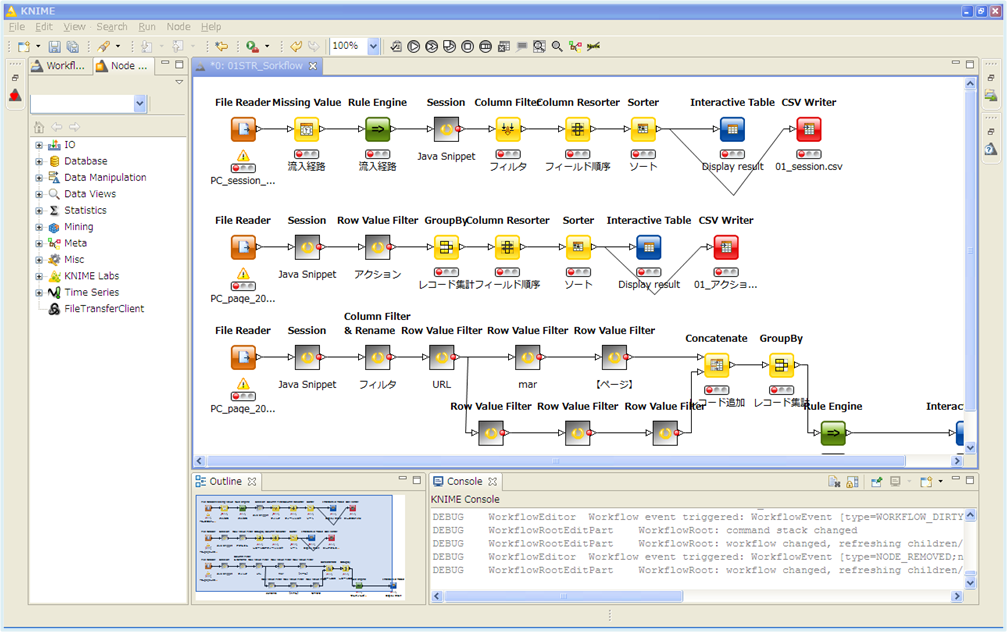 KNIME
File Edit View Search Run Node Help
100%
Workfl... Node ...
*0: 01STR_Sorkflow
IO
Database
Data Manipulation
Data Views
Statistics
Mining
Meta
Misc
KNIME Labs
Time Series
FileTransferClient
File Reader Missing Value Rule Engine Session Column Filter Column Resorter Sorter Interactive Table CSV Writer
流入経路 流入経路 Java Snippet フィルタ フィールド順序 ソート Display result 01_session.csv
PC_session_...
File Reader Session Row Value Filter GroupBy Column Resorter Sorter Interactive Table CSV Writer
Java Snippet アクション レコード集計 フィールド順序 ソート Display result 01_アクショ...
PC_page_20...
Column Filter
File Reader Session & Rename Row Value Filter Row Value Filter Row Value Filter
Concatenate GroupBy
Java Snippet フィルタ URL mar 【ページ】
PC_page_20...
コード追加 レコード集計
Row Value Filter Row Value Filter Row Value Filter Rule Engine Interac
Outline
Console
KNIME Console
DEBUG WorkflowEditor Workflow event triggered: WorkflowEvent [type=WORKFLOW_DIRTY
DEBUG WorkflowRootEditPart WorkflowRoot: command stack changed
DEBUG WorkflowRootEditPart WorkflowRoot: workflow changed, refreshing children/
DEBUG WorkflowEditor Workflow event triggered: WorkflowEvent [type=NODE_REMOVED;n
DEBUG WorkflowRootEditPart WorkflowRoot: workflow changed, refreshing children/